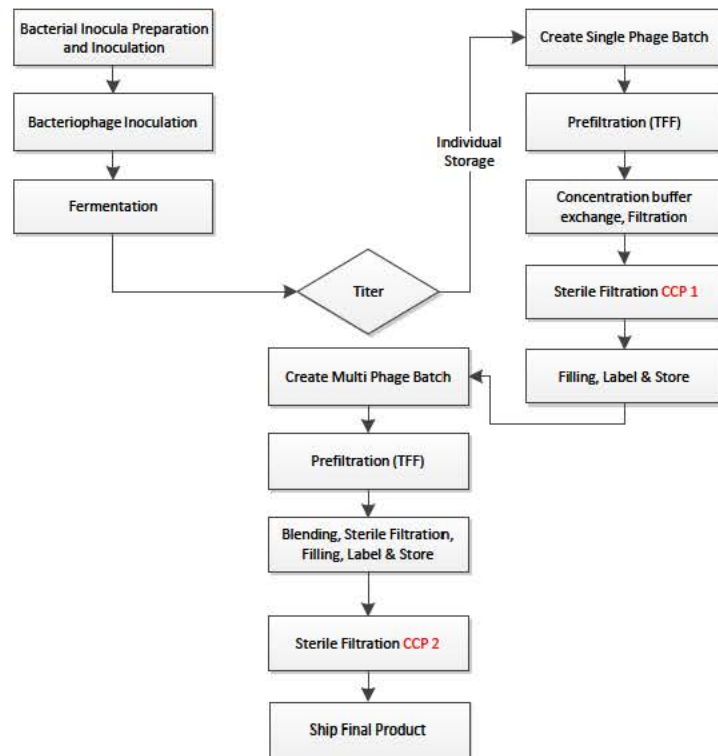 Bacterial Inocula Preparation
and Inoculation
Bacteriophage Inoculation
Fermentation
Titer
Individual
Storage
Create Single Phage Batch
Prefiltration (TFF)
Concentration buffer
exchange, Filtration
Sterile Filtration CCP 1
Filling, Label & Store
Create Multi Phage Batch
Prefiltration (TFF)
Blending, Sterile Filtration,
Filling, Label & Store
Sterile Filtration CCP 2
Ship Final Product